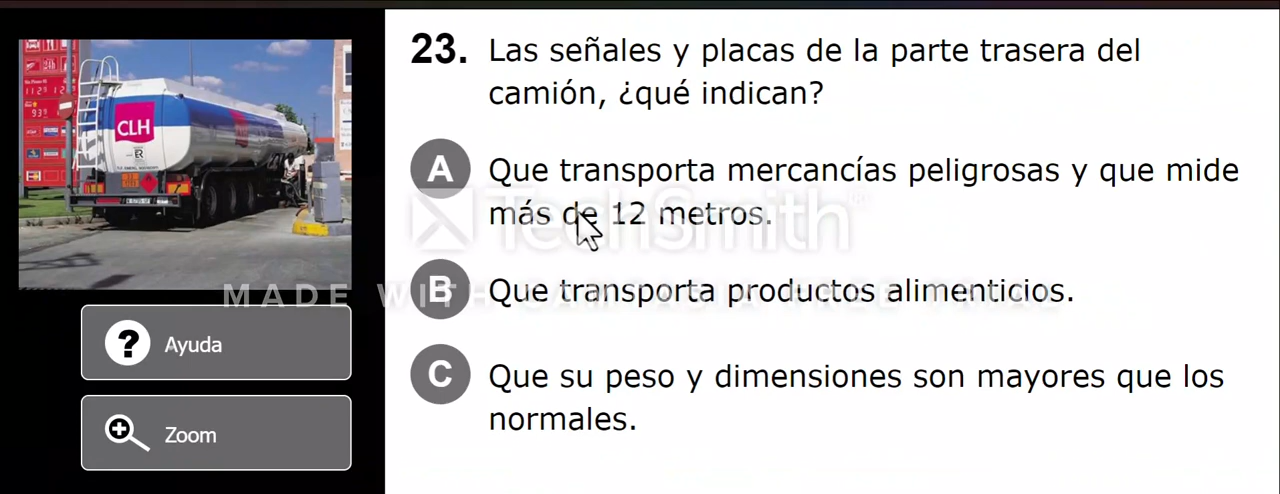 23. Las señales y placas de la parte trasera del
camión, ¿qué indican?
A Que transporta mercancías peligrosas y que mide
más de 12 metros.
B Que transporta productos alimenticios.
C Que su peso y dimensiones son mayores que los
normales.
CLH
? Ayuda
Zoom
TechSmith
MADE WITH